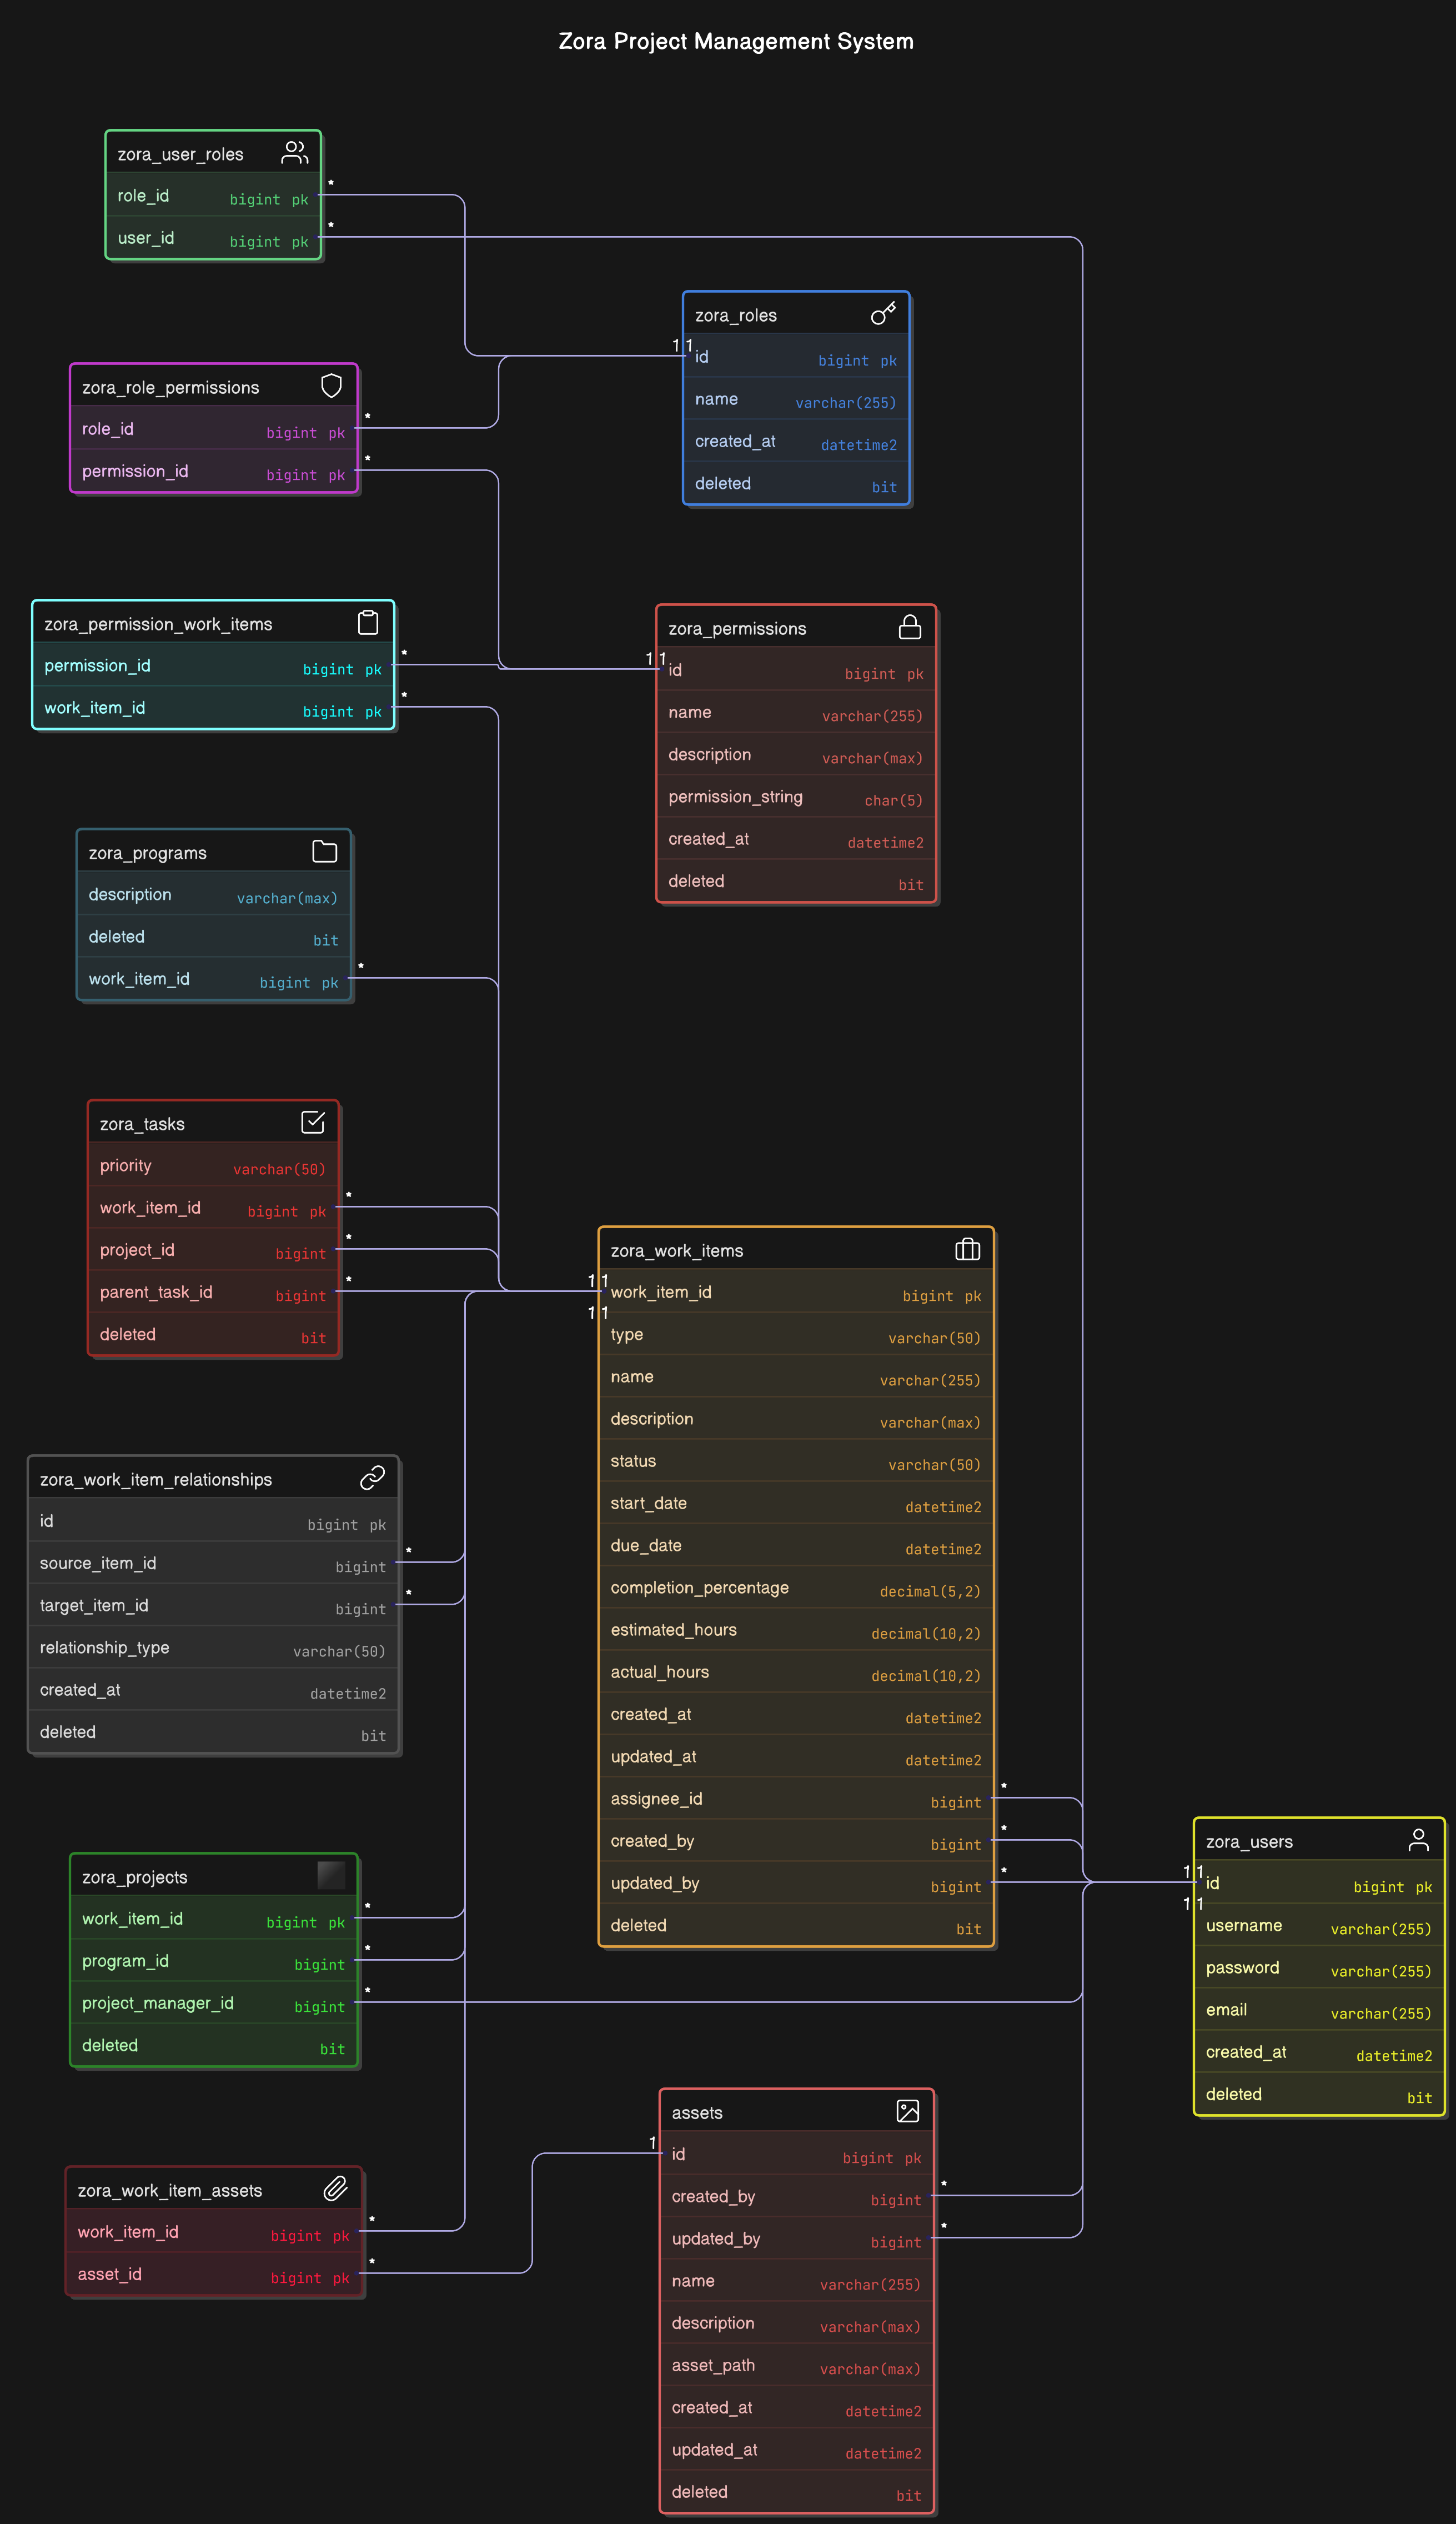 Zora Project Management System
zora_user_roles
role_id bigint pk *
user_id bigint pk *
zora_roles
1 1 id bigint pk
name varchar(255)
created_at datetime2
deleted bit
zora_role_permissions
role_id bigint pk *
permission_id bigint pk *
zora_permission_work_items
permission_id bigint pk *
work_item_id bigint pk *
zora_permissions
1 1 id bigint pk
name varchar(255)
description varchar(max)
permission_string char(5)
created_at datetime2
deleted bit
zora_programs
description varchar(max)
deleted bit
work_item_id bigint pk *
zora_tasks
priority varchar(50)
work_item_id bigint pk *
project_id bigint *
parent_task_id bigint *
deleted bit
zora_work_items
1 1 work_item_id bigint pk
1 1
type varchar(50)
name varchar(255)
description varchar(max)
status varchar(50)
start_date datetime2
due_date datetime2
completion_percentage decimal(5,2)
estimated_hours decimal(10,2)
actual_hours decimal(10,2)
created_at datetime2
updated_at datetime2
assignee_id bigint *
created_by bigint *
updated_by bigint *
deleted bit
zora_work_item_relationships
id bigint pk
source_item_id bigint *
target_item_id bigint *
relationship_type varchar(50)
created_at datetime2
deleted bit
zora_users
1 1 id bigint pk
1 1
username varchar(255)
password varchar(255)
email varchar(255)
created_at datetime2
deleted bit
zora_projects
work_item_id bigint pk *
program_id bigint *
project_manager_id bigint *
deleted bit
assets
1 id bigint pk
created_by bigint *
updated_by bigint *
name varchar(255)
description varchar(max)
asset_path varchar(max)
created_at datetime2
updated_at datetime2
deleted bit
zora_work_item_assets
work_item_id bigint pk *
asset_id bigint pk *